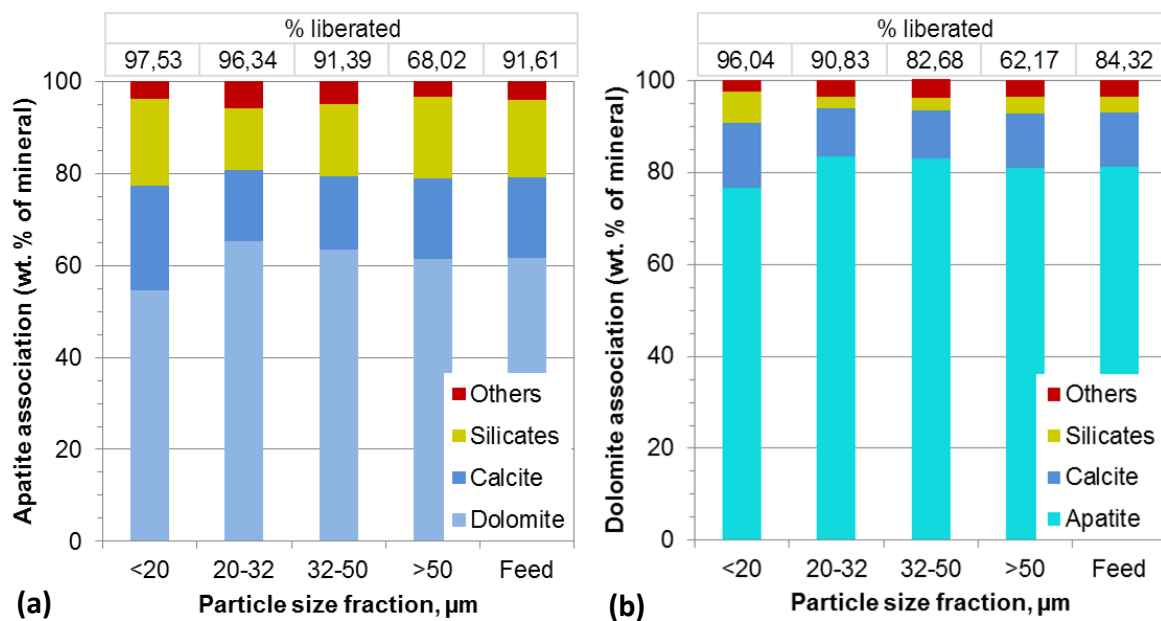 % liberated
97,53 96,34 91,39 68,02 91,61
100
80
60
40
20
0
Apatite association (wt. % of mineral)
Others
Silicates
Calcite
Dolomite
<20 20-32 32-50 >50 Feed
Particle size fraction, µm
(a)
% liberated
96,04 90,83 82,68 62,17 84,32
100
80
60
40
20
0
Dolomite association (wt. % of mineral)
Others
Silicates
Calcite
Apatite
<20 20-32 32-50 >50 Feed
Particle size fraction, µm
(b)